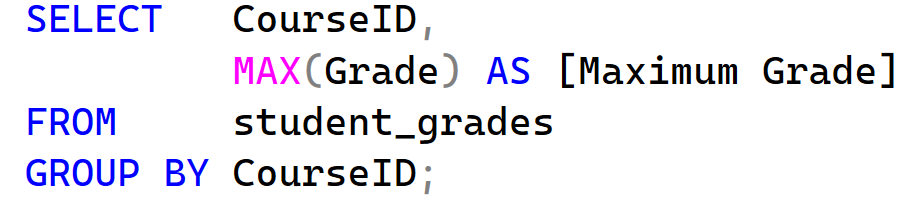 SELECT   CourseID,
         MAX(Grade) AS [Maximum Grade]
FROM     student_grades
GROUP BY CourseID;